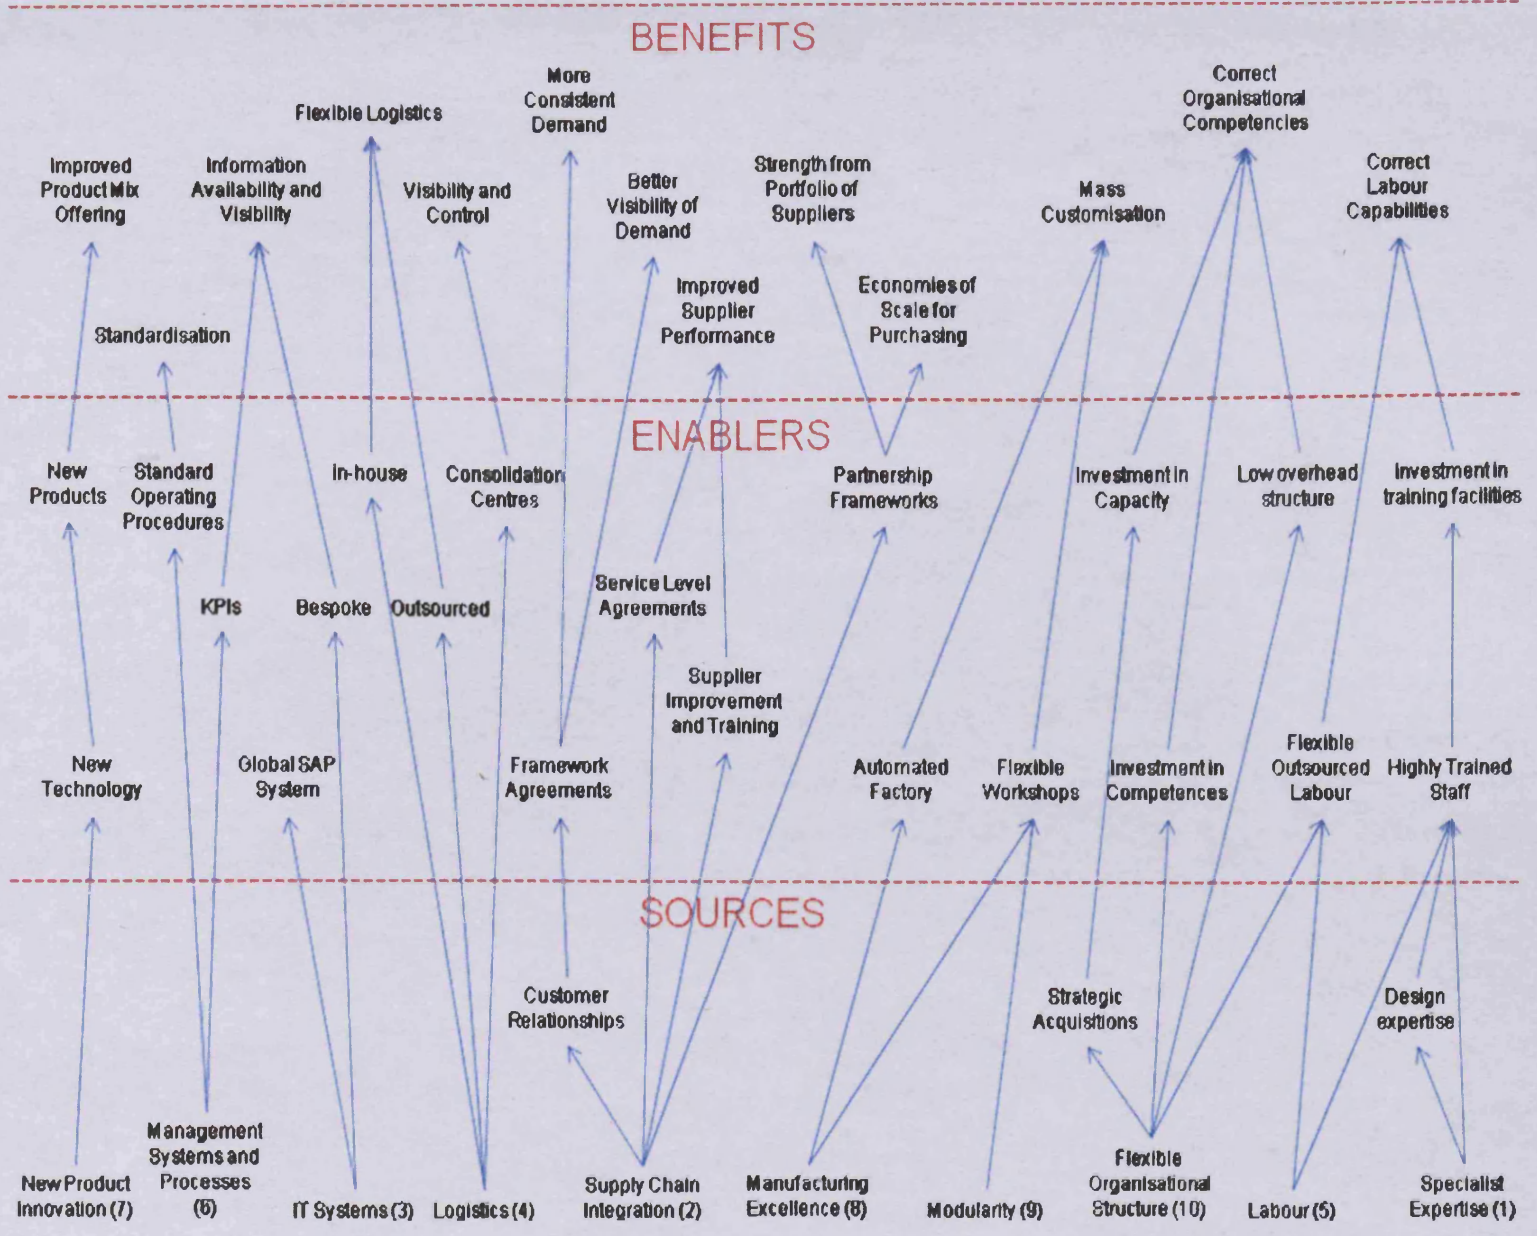 BENEFITS
More
Consistent
Demand
Correct
Organisational
Competencies
Flexible Logistics
Improved
Product Mix
Offering
Information
Availability and
Visibility
Visibility and
Control
Better
Visibility of
Demand
Strength from
Portfolio of
Suppliers
Mass
Customisation
Correct
Labour
Capabilities
Standardisation
Improved
Supplier
Performance
Economies of
Scale for
Purchasing
ENABLERS
New
Products
Standard
Operating
Procedures
In-house
Consolidation
Centres
Partnership
Frameworks
Investment in
Capacity
Low overhead
structure
Investment in
training facilities
KPIs
Bespoke
Outsourced
Service Level
Agreements
Supplier
Improvement
and Training
New
Technology
Global SAP
System
Framework
Agreements
Automated
Factory
Flexible
Workshops
Investment in
Competences
Flexible
Outsourced
Labour
Highly Trained
Staff
SOURCES
Customer
Relationships
Strategic
Acquisitions
Design
expertise
New Product
Innovation (7)
Management
Systems and
Processes
(6)
IT Systems (3)
Logistics (4)
Supply Chain
Integration (2)
Manufacturing
Excellence (8)
Modularity (9)
Flexible
Organisational
Structure (10)
Labour (5)
Specialist
Expertise (1)